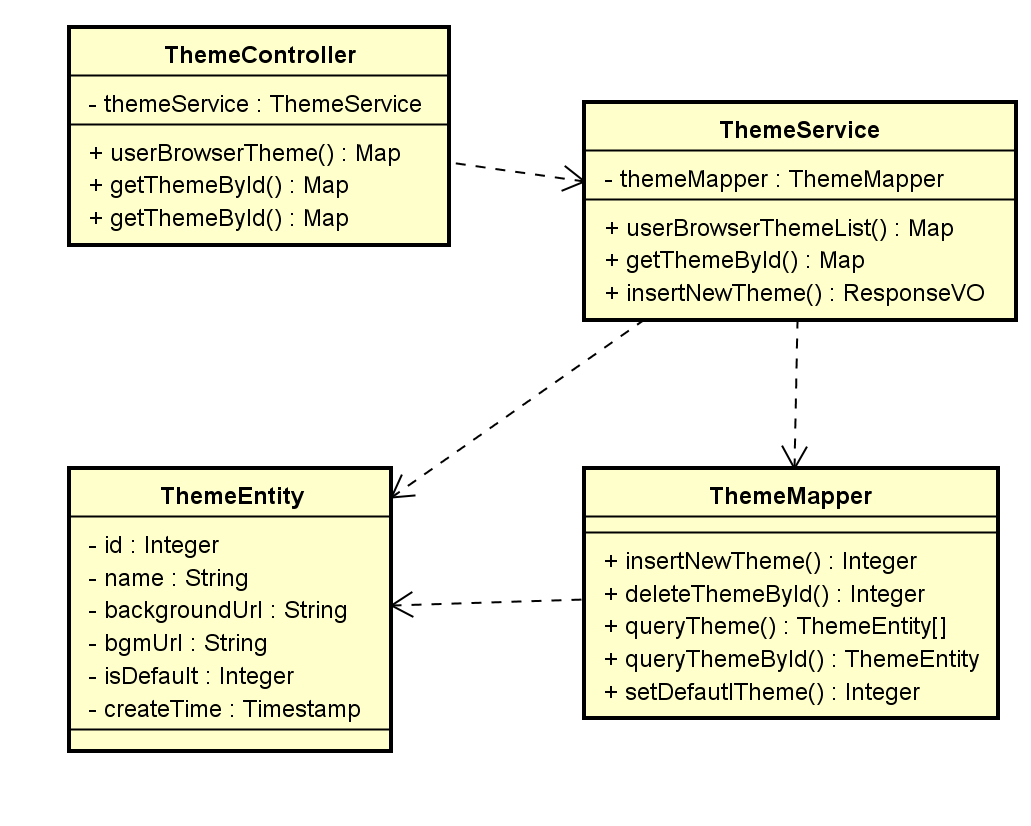 ThemeController
- themeService : ThemeService
+ userBrowserTheme() : Map
+ getThemeById() : Map
+ getThemeById() : Map
ThemeService
- themeMapper : ThemeMapper
+ userBrowserThemeList() : Map
+ getThemeById() : Map
+ insertNewTheme() : ResponseVO
ThemeEntity
- id : Integer
- name : String
- backgroundUrl : String
- bgmUrl : String
- isDefault : Integer
- createTime : Timestamp
ThemeMapper
+ insertNewTheme() : Integer
+ deleteThemeById() : Integer
+ queryTheme() : ThemeEntity[]
+ queryThemeById() : ThemeEntity
+ setDefautlTheme() : Integer